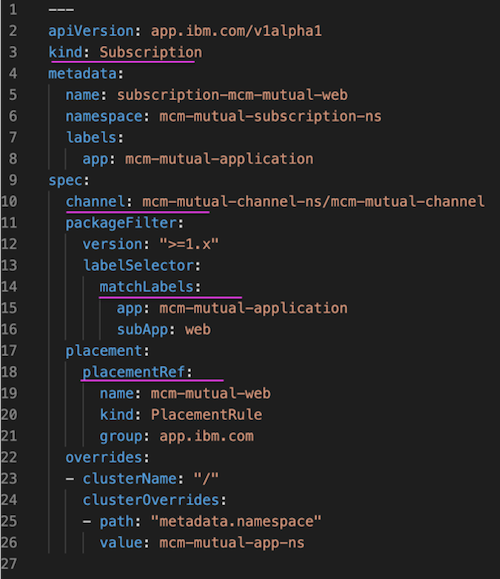 1 ---
2 apiVersion: app.ibm.com/v1alpha1
3 kind: Subscription
4 metadata:
5   name: subscription-mcm-mutual-web
6   namespace: mcm-mutual-subscription-ns
7   labels:
8     app: mcm-mutual-application
9 spec:
10   channel: mcm-mutual-channel-ns/mcm-mutual-channel
11   packageFilter:
12     version: ">=1.x"
13     labelSelector:
14       matchLabels:
15         app: mcm-mutual-application
16         subApp: web
17   placement:
18     placementRef:
19       name: mcm-mutual-web
20       kind: PlacementRule
21       group: app.ibm.com
22   overrides:
23   - clusterName: "/"
24     clusterOverrides:
25     - path: "metadata.namespace"
26       value: mcm-mutual-app-ns
27